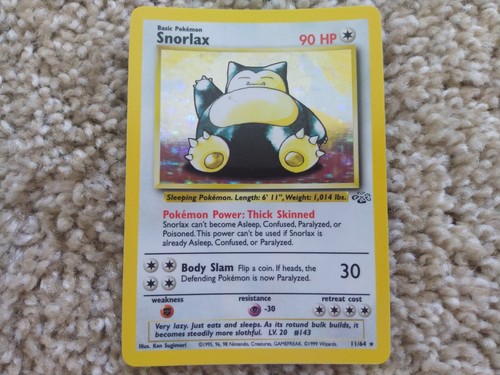 Basic Pokémon
Snorlax 90 HP
Sleeping Pokémon. Length: 6' 11", Weight: 1,014 lbs.
Pokémon Power: Thick Skinned
Snorlax can't become Asleep, Confused, Paralyzed, or
Poisoned. This power can't be used if Snorlax is
already Asleep, Confused, or Paralyzed.
Body Slam Flip a coin. If heads, the 30
Defending Pokémon is now Paralyzed.
weakness resistance retreat cost
-30
Very lazy. Just eats and sleeps. As its rotund bulk builds, it
becomes steadily more slothful. LV. 20 #143
Illus. Ken Sugimori ©1995, 96, 98 Nintendo, Creatures, GAMEFREAK. ©1999 Wizards. 11/64